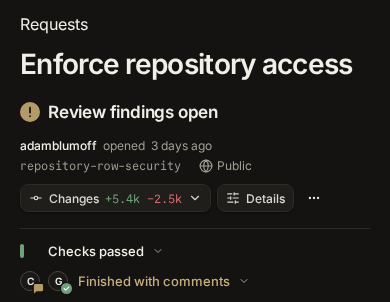 Requests
Enforce repository access
! Review findings open
adamblumoff opened 3 days ago
repository-row-security Public
Changes +5.4k −2.5k Details ...
Checks passed
C G Finished with comments